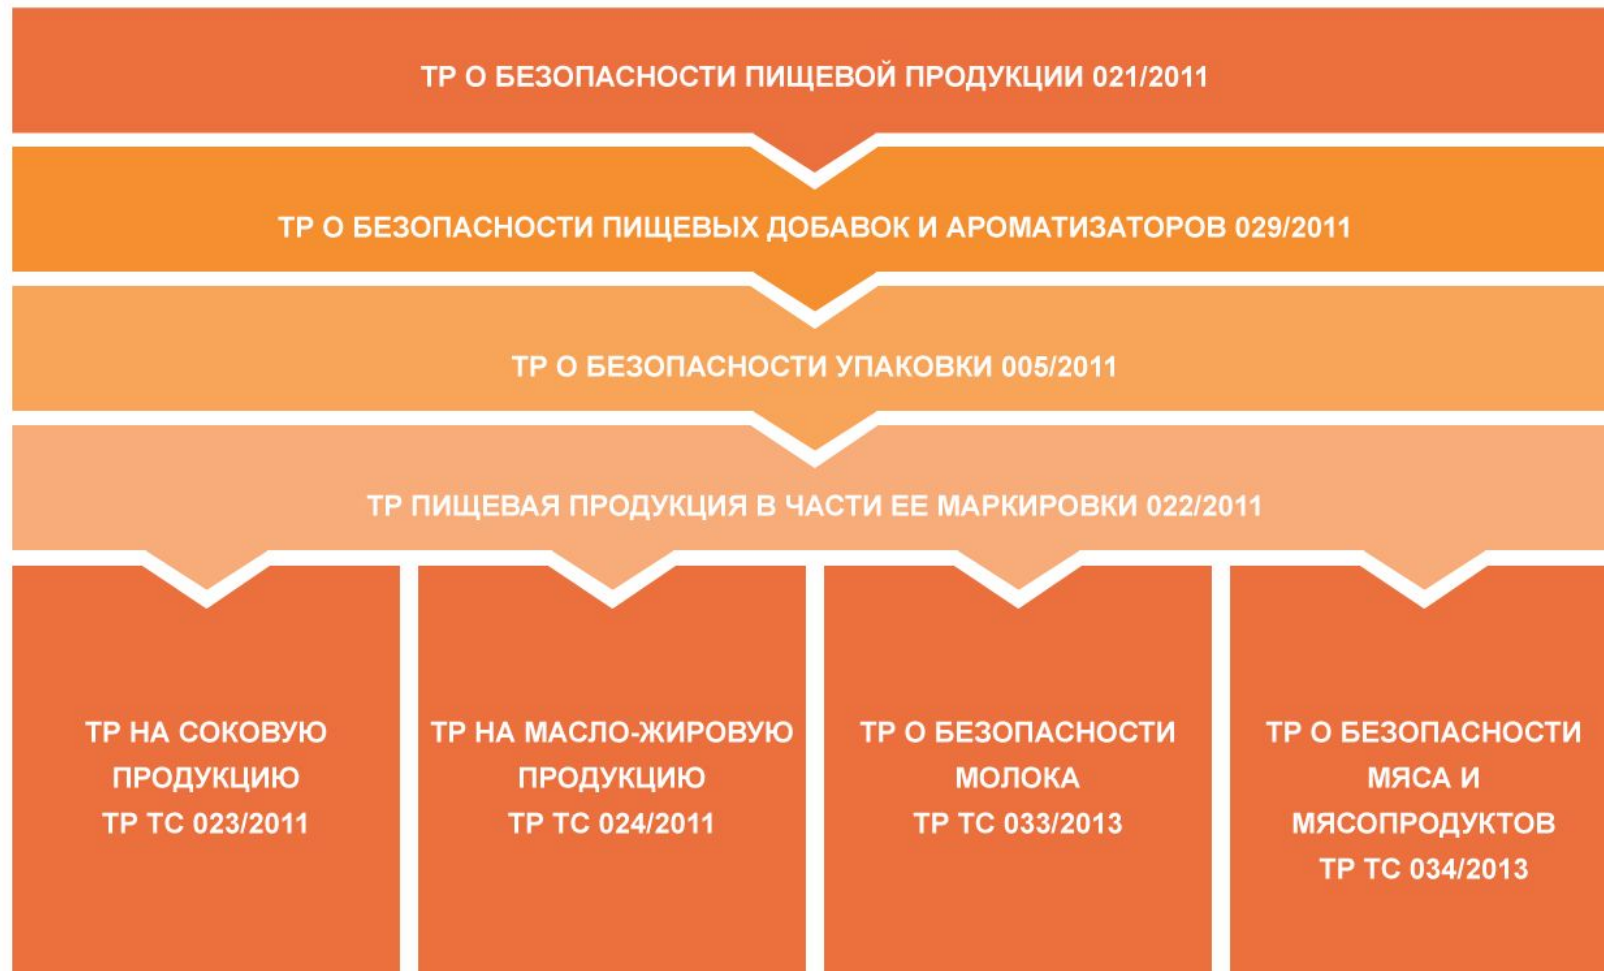 ТР О БЕЗОПАСНОСТИ ПИЩЕВОЙ ПРОДУКЦИИ 021/2011
ТР О БЕЗОПАСНОСТИ ПИЩЕВЫХ ДОБАВОК И АРОМАТИЗАТОРОВ 029/2011
ТР О БЕЗОПАСНОСТИ УПАКОВКИ 005/2011
ТР ПИЩЕВАЯ ПРОДУКЦИЯ В ЧАСТИ ЕЕ МАРКИРОВКИ 022/2011
ТР НА СОКОВУЮ
ПРОДУКЦИЮ
ТР ТС 023/2011
ТР НА МАСЛО-ЖИРОВУЮ
ПРОДУКЦИЮ
ТР ТС 024/2011
ТР О БЕЗОПАСНОСТИ
МОЛОКА
ТР ТС 033/2013
ТР О БЕЗОПАСНОСТИ
МЯСА И
МЯСОПРОДУКТОВ
ТР ТС 034/2013